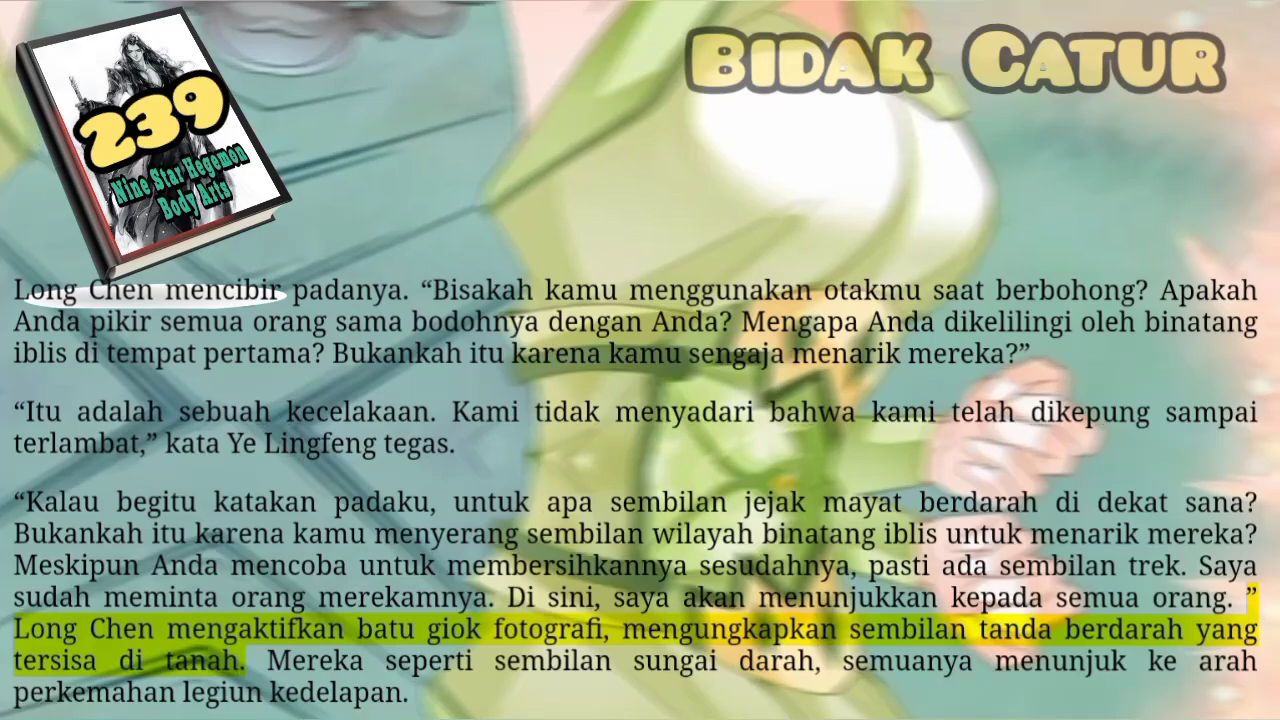 BIDAK CATUR
239
Nine Star Hegemon
Body Arts
Long Chen mencibir padanya. “Bisakah kamu menggunakan otakmu saat berbohong? Apakah
Anda pikir semua orang sama bodohnya dengan Anda? Mengapa Anda dikelilingi oleh binatang
iblis di tempat pertama? Bukankah itu karena kamu sengaja menarik mereka?”
“Itu adalah sebuah kecelakaan. Kami tidak menyadari bahwa kami telah dikepung sampai
terlambat,” kata Ye Lingfeng tegas.
“Kalau begitu katakan padaku, untuk apa sembilan jejak mayat berdarah di dekat sana?
Bukankah itu karena kamu menyerang sembilan wilayah binatang iblis untuk menarik mereka?
Meskipun Anda mencoba untuk membersihkannya sesudahnya, pasti ada sembilan trek. Saya
sudah meminta orang merekamnya. Di sini, saya akan menunjukkan kepada semua orang. ”
Long Chen mengaktifkan batu giok fotografi, mengungkapkan sembilan tanda berdarah yang
tersisa di tanah. Mereka seperti sembilan sungai darah, semuanya menunjuk ke arah
perkemahan legiun kedelapan.